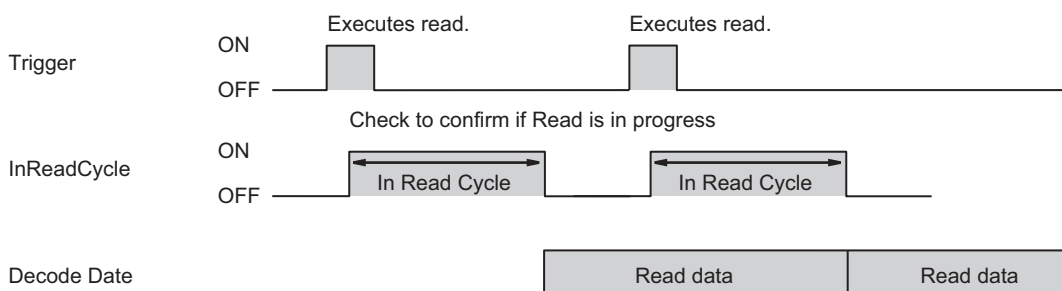 Executes read. Executes read.
ON
Trigger
OFF
Check to confirm if Read is in progress
ON
InReadCycle
In Read Cycle In Read Cycle
OFF
Decode Date Read data Read data